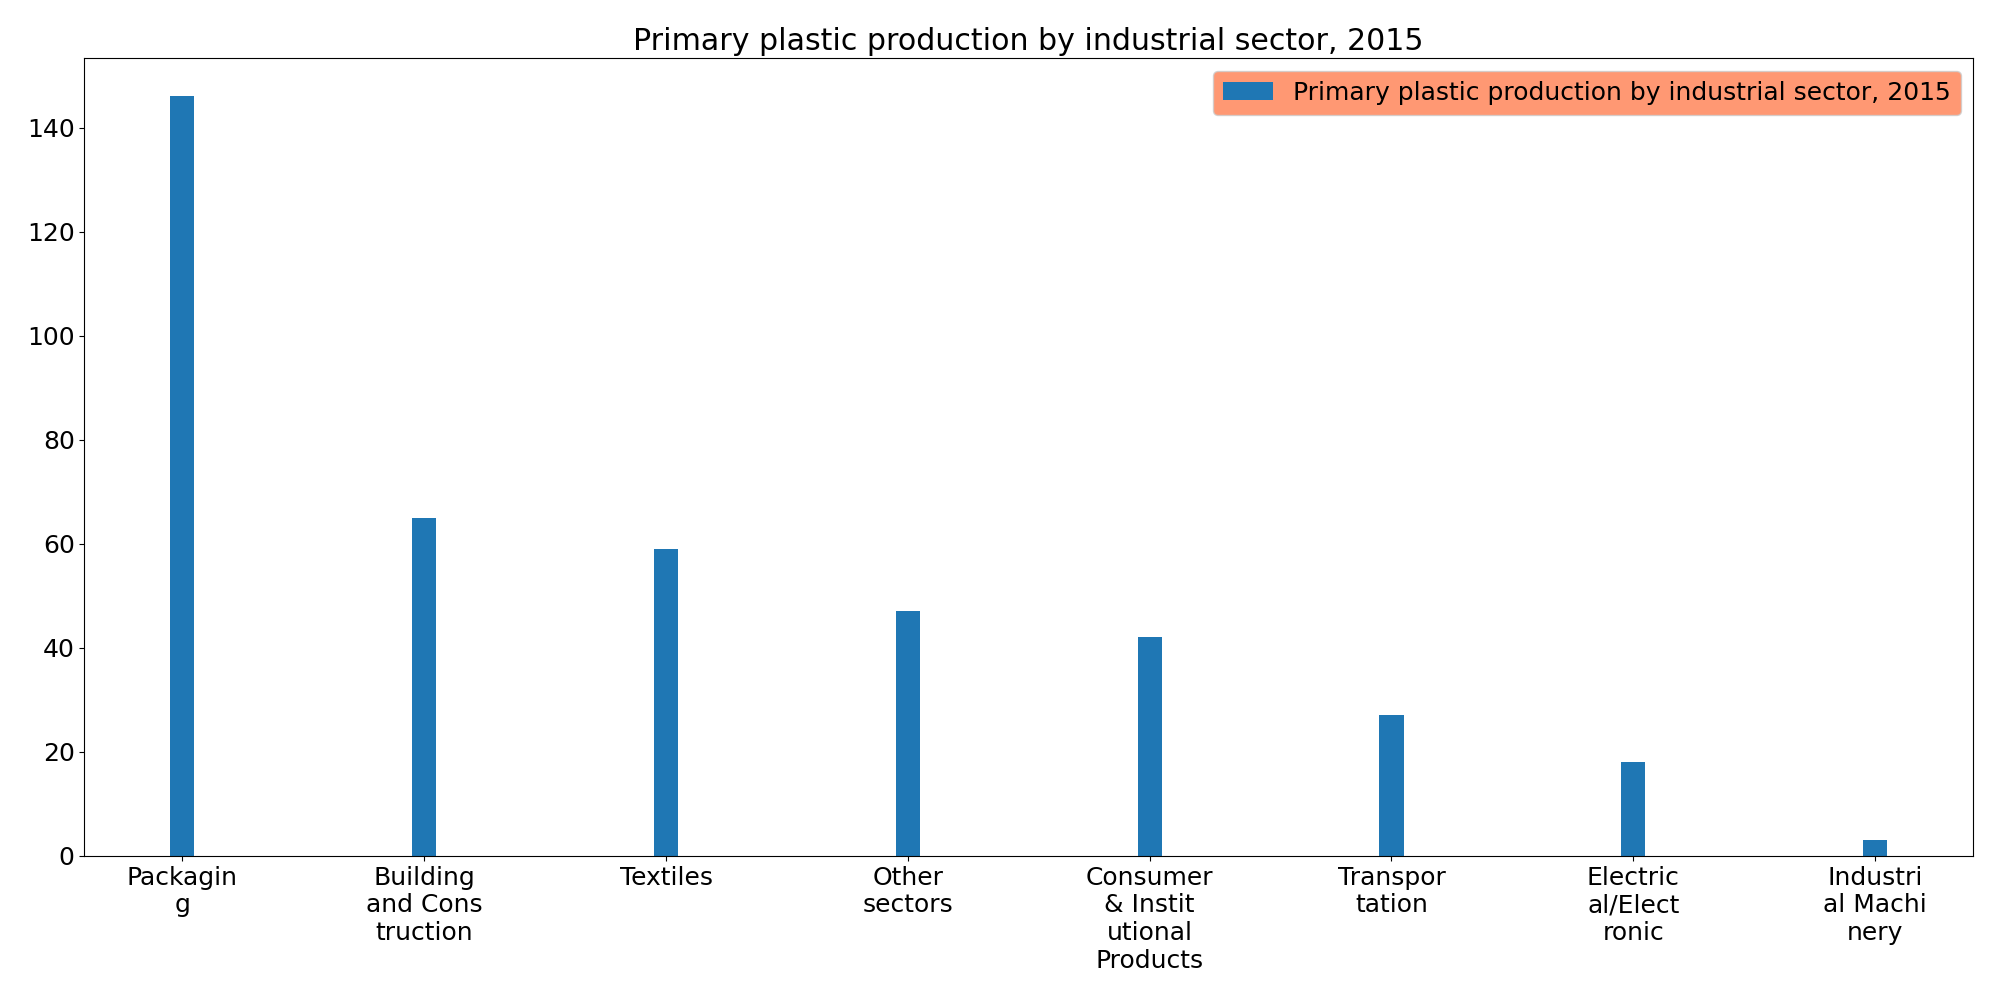 Primary plastic production by industrial sector, 2015
Primary plastic production by industrial sector, 2015
140
120
100
80
60
40
20
0
Packagin
g
Building
and Cons
truction
Textiles
Other
sectors
Consumer
& Instit
utional
Products
Transpor
tation
Electric
al/Elect
ronic
Industri
al Machi
nery